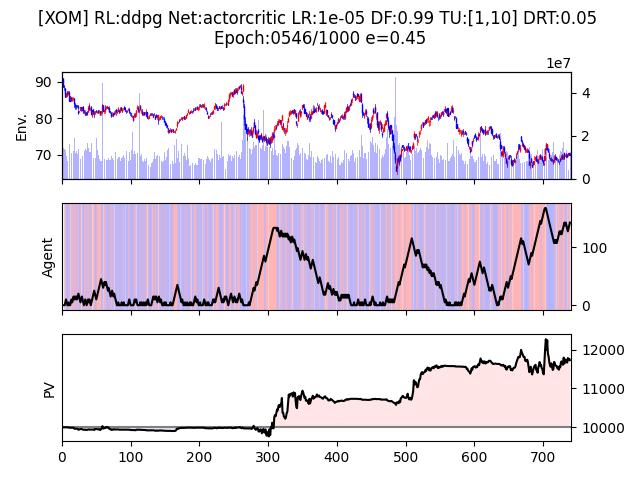 [XOM] RL:ddpg Net:actorcritic LR:1e-05 DF:0.99 TU:[1,10] DRT:0.05
Epoch:0546/1000 e=0.45
1e7
90
80
70
Env.
4
2
0
Agent
100
0
PV
12000
11000
10000
0 100 200 300 400 500 600 700